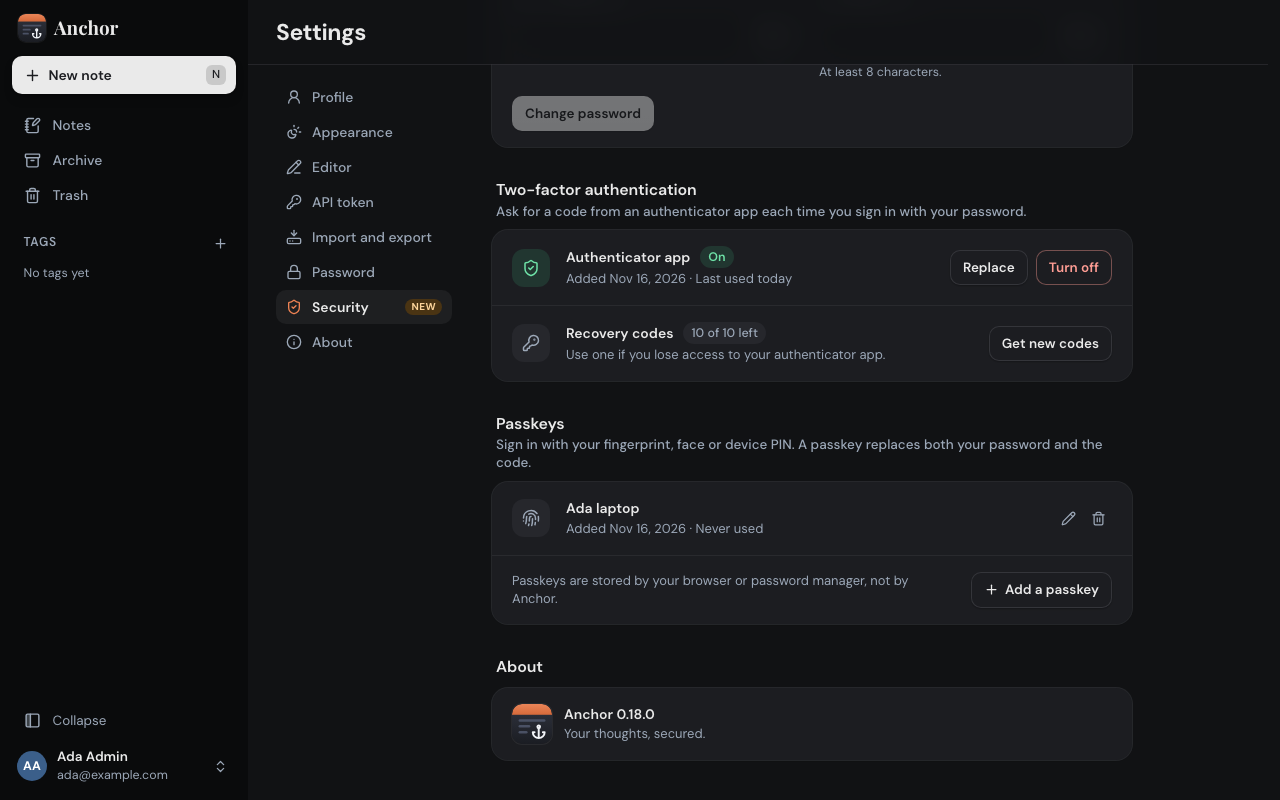 Anchor
New note N
Notes
Archive
Trash
TAGS
No tags yet
Collapse
AA
Ada Admin
ada@example.com
Settings
Profile
Appearance
Editor
API token
Import and export
Password
Security NEW
About
At least 8 characters.
Change password
Two-factor authentication
Ask for a code from an authenticator app each time you sign in with your password.
Authenticator app On
Added Nov 16, 2026 · Last used today
Replace Turn off
Recovery codes 10 of 10 left
Use one if you lose access to your authenticator app.
Get new codes
Passkeys
Sign in with your fingerprint, face or device PIN. A passkey replaces both your password and the
code.
Ada laptop
Added Nov 16, 2026 · Never used
Passkeys are stored by your browser or password manager, not by
Anchor.
Add a passkey
About
Anchor 0.18.0
Your thoughts, secured.